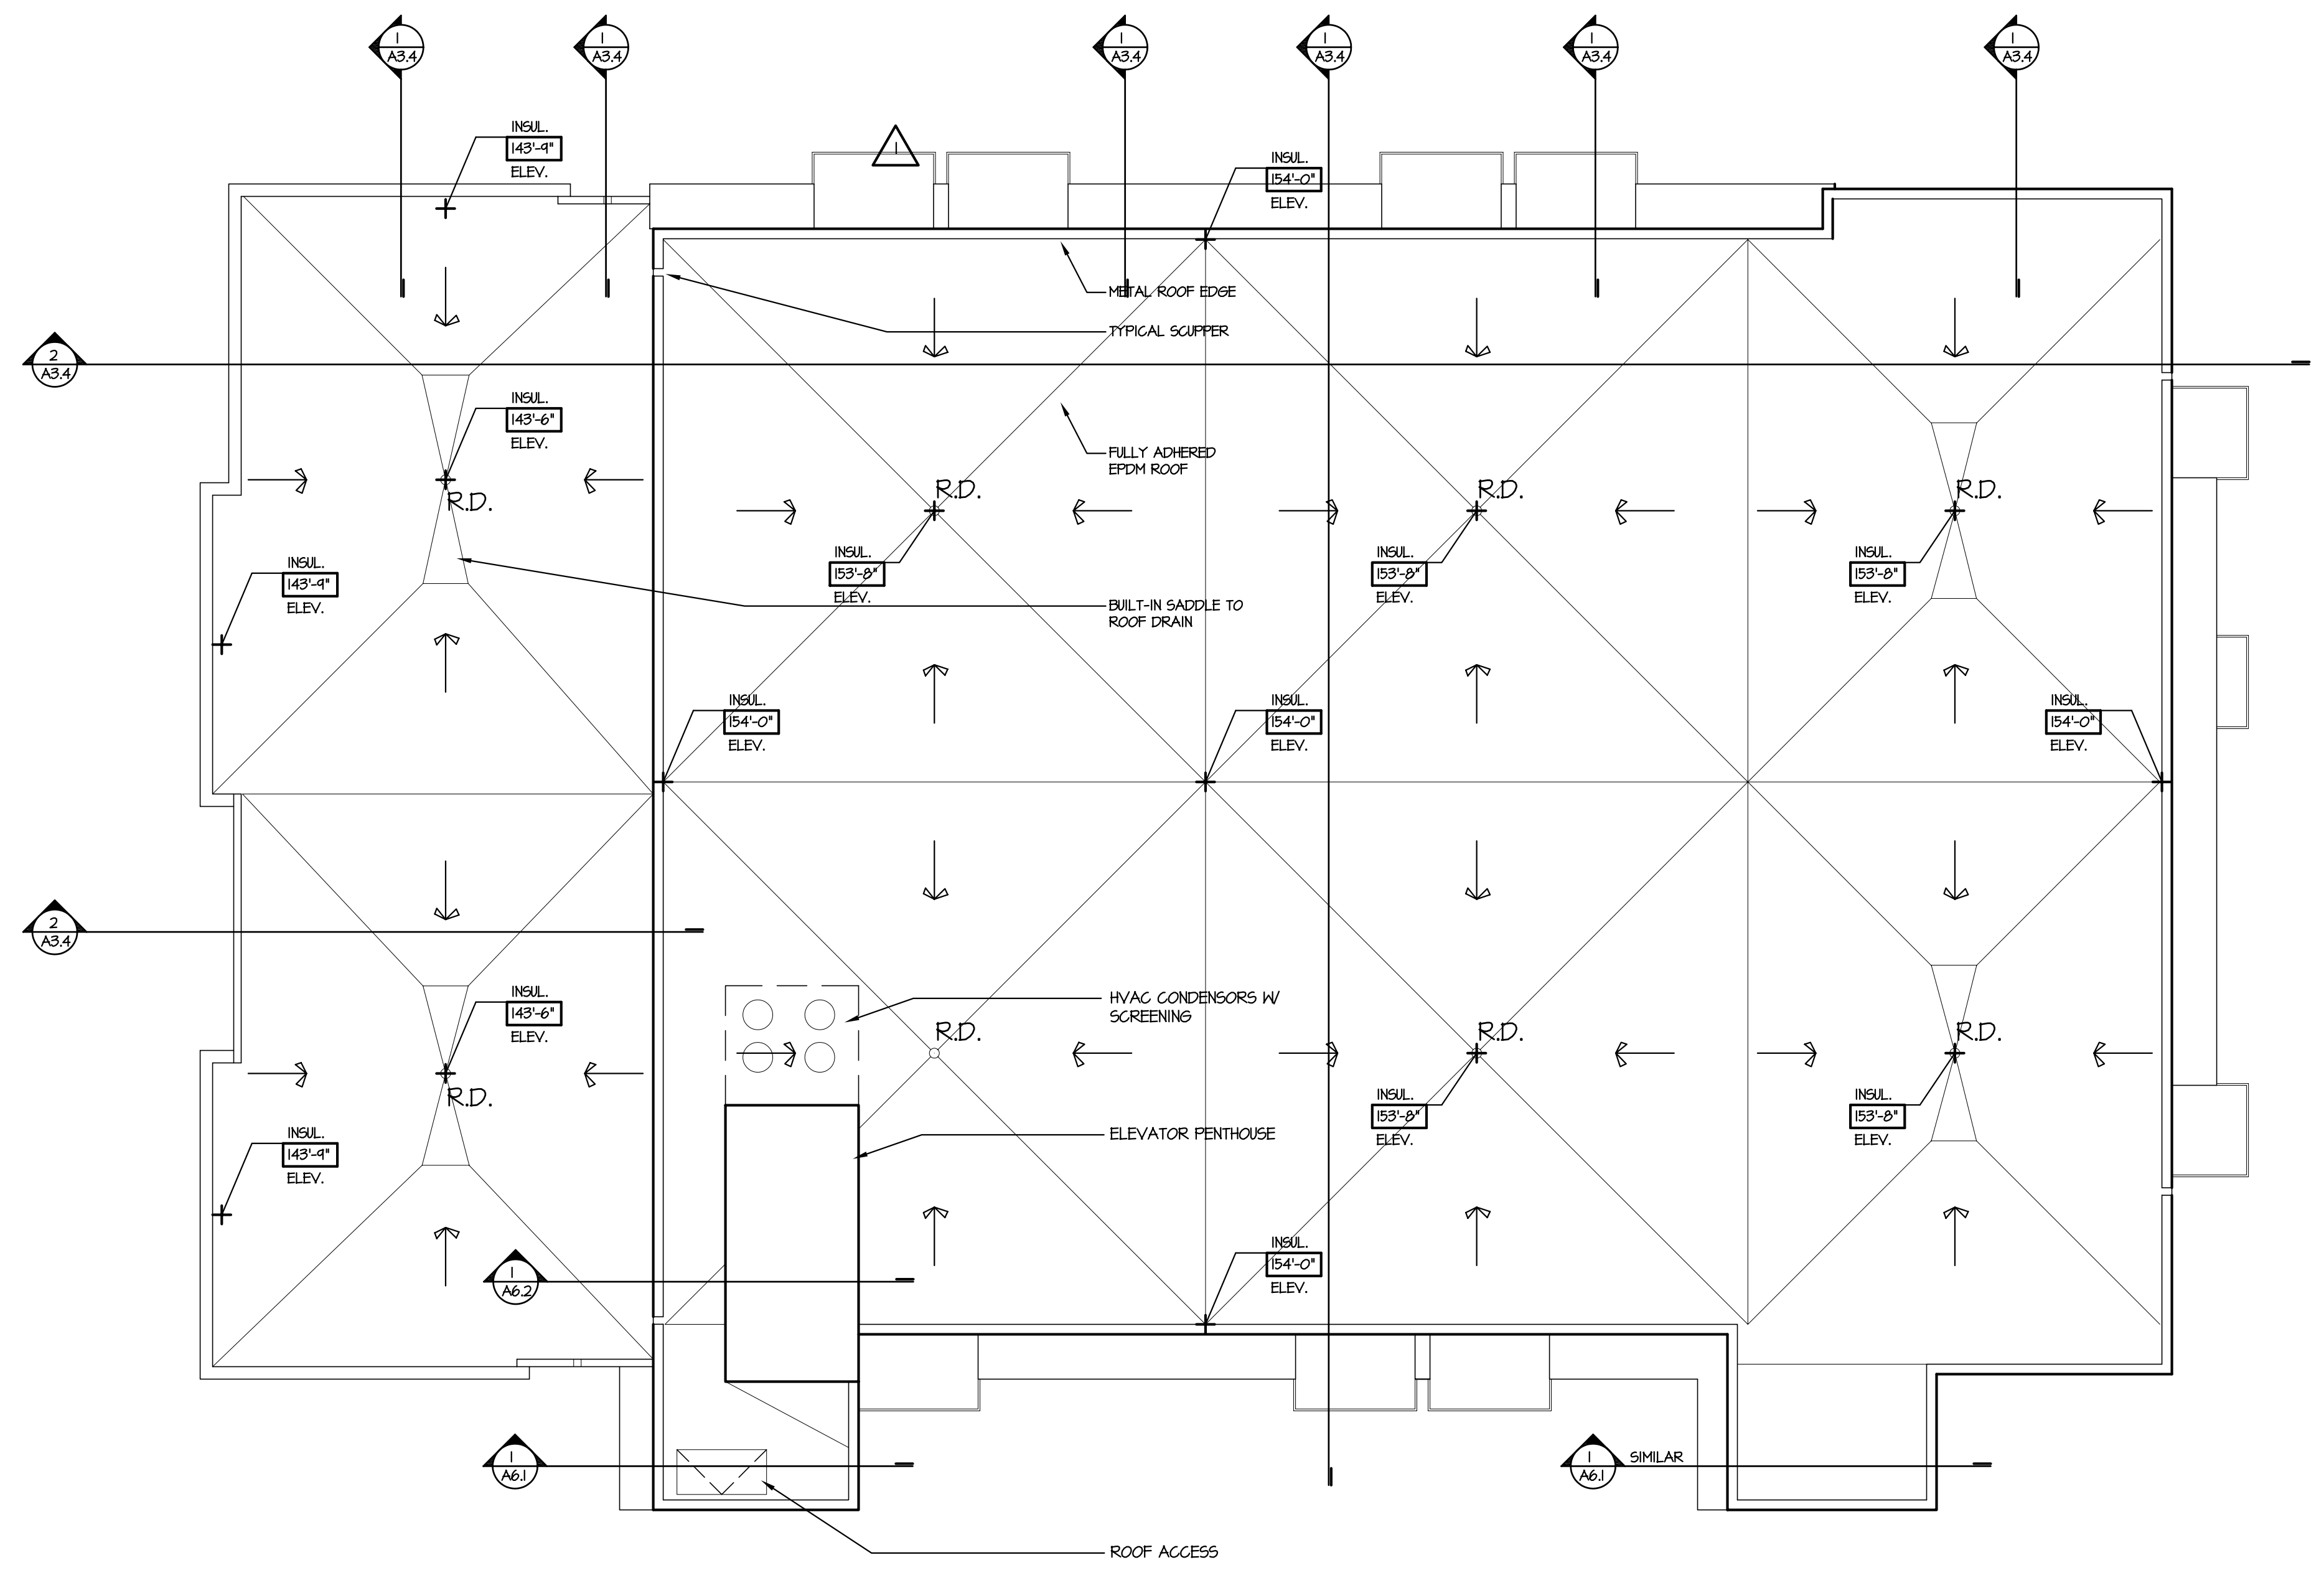 1
A3.4
1
A3.4
1
A3.4
1
A3.4
1
A3.4
1
A3.4
INSUL.
143'-9"
ELEV.
1
INSUL.
154'-0"
ELEV.
METAL ROOF EDGE
TYPICAL SCUPPER
2
A3.4
INSUL.
143'-6"
ELEV.
R.D.
FULLY ADHERED
EPDM ROOF
R.D.
R.D.
R.D.
INSUL.
143'-9"
ELEV.
INSUL.
153'-8"
ELEV.
INSUL.
153'-8"
ELEV.
INSUL.
153'-8"
ELEV.
BUILT-IN SADDLE TO
ROOF DRAIN
INSUL.
154'-0"
ELEV.
INSUL.
154'-0"
ELEV.
INSUL.
154'-0"
ELEV.
2
A3.4
INSUL.
143'-6"
ELEV.
R.D.
HVAC CONDENSORS W/
SCREENING
R.D.
R.D.
R.D.
INSUL.
153'-8"
ELEV.
INSUL.
153'-8"
ELEV.
INSUL.
143'-9"
ELEV.
ELEVATOR PENTHOUSE
1
A6.2
INSUL.
154'-0"
ELEV.
1
A6.1
1
A6.1
SIMILAR
ROOF ACCESS